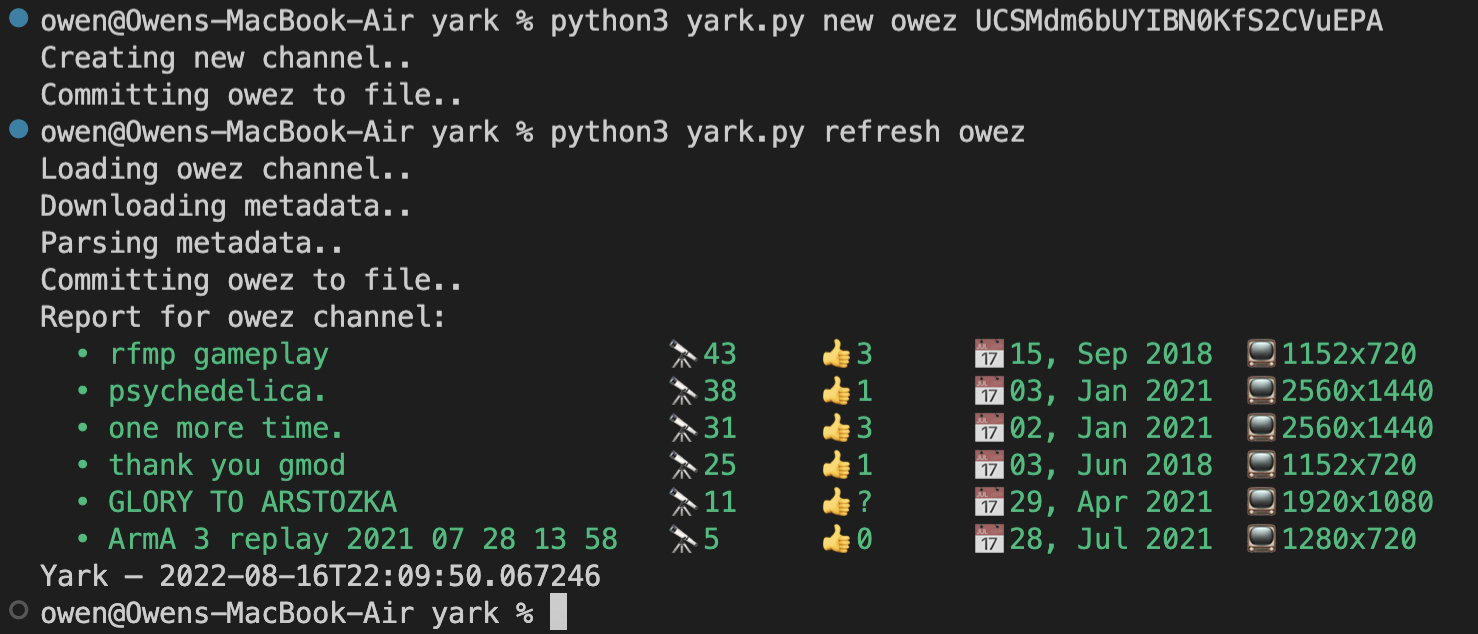 owen@Owens-MacBook-Air yark % python3 yark.py new owez UCSMdm6bUYIBN0KfS2CVuEPA
Creating new channel..
Committing owez to file..
owen@Owens-MacBook-Air yark % python3 yark.py refresh owez
Loading owez channel..
Downloading metadata..
Parsing metadata..
Committing owez to file..
Report for owez channel:
• rfmp gameplay 🔭43 👍3 📅15, Sep 2018 📺1152x720
• psychedelica. 🔭38 👍1 📅03, Jan 2021 📺2560x1440
• one more time. 🔭31 👍3 📅02, Jan 2021 📺2560x1440
• thank you gmod 🔭25 👍1 📅03, Jun 2018 📺1152x720
• GLORY TO ARSTOZKA 🔭11 👍? 📅29, Apr 2021 📺1920x1080
• ArmA 3 replay 2021 07 28 13 58 🔭5 👍0 📅28, Jul 2021 📺1280x720
Yark – 2022-08-16T22:09:50.067246
owen@Owens-MacBook-Air yark %